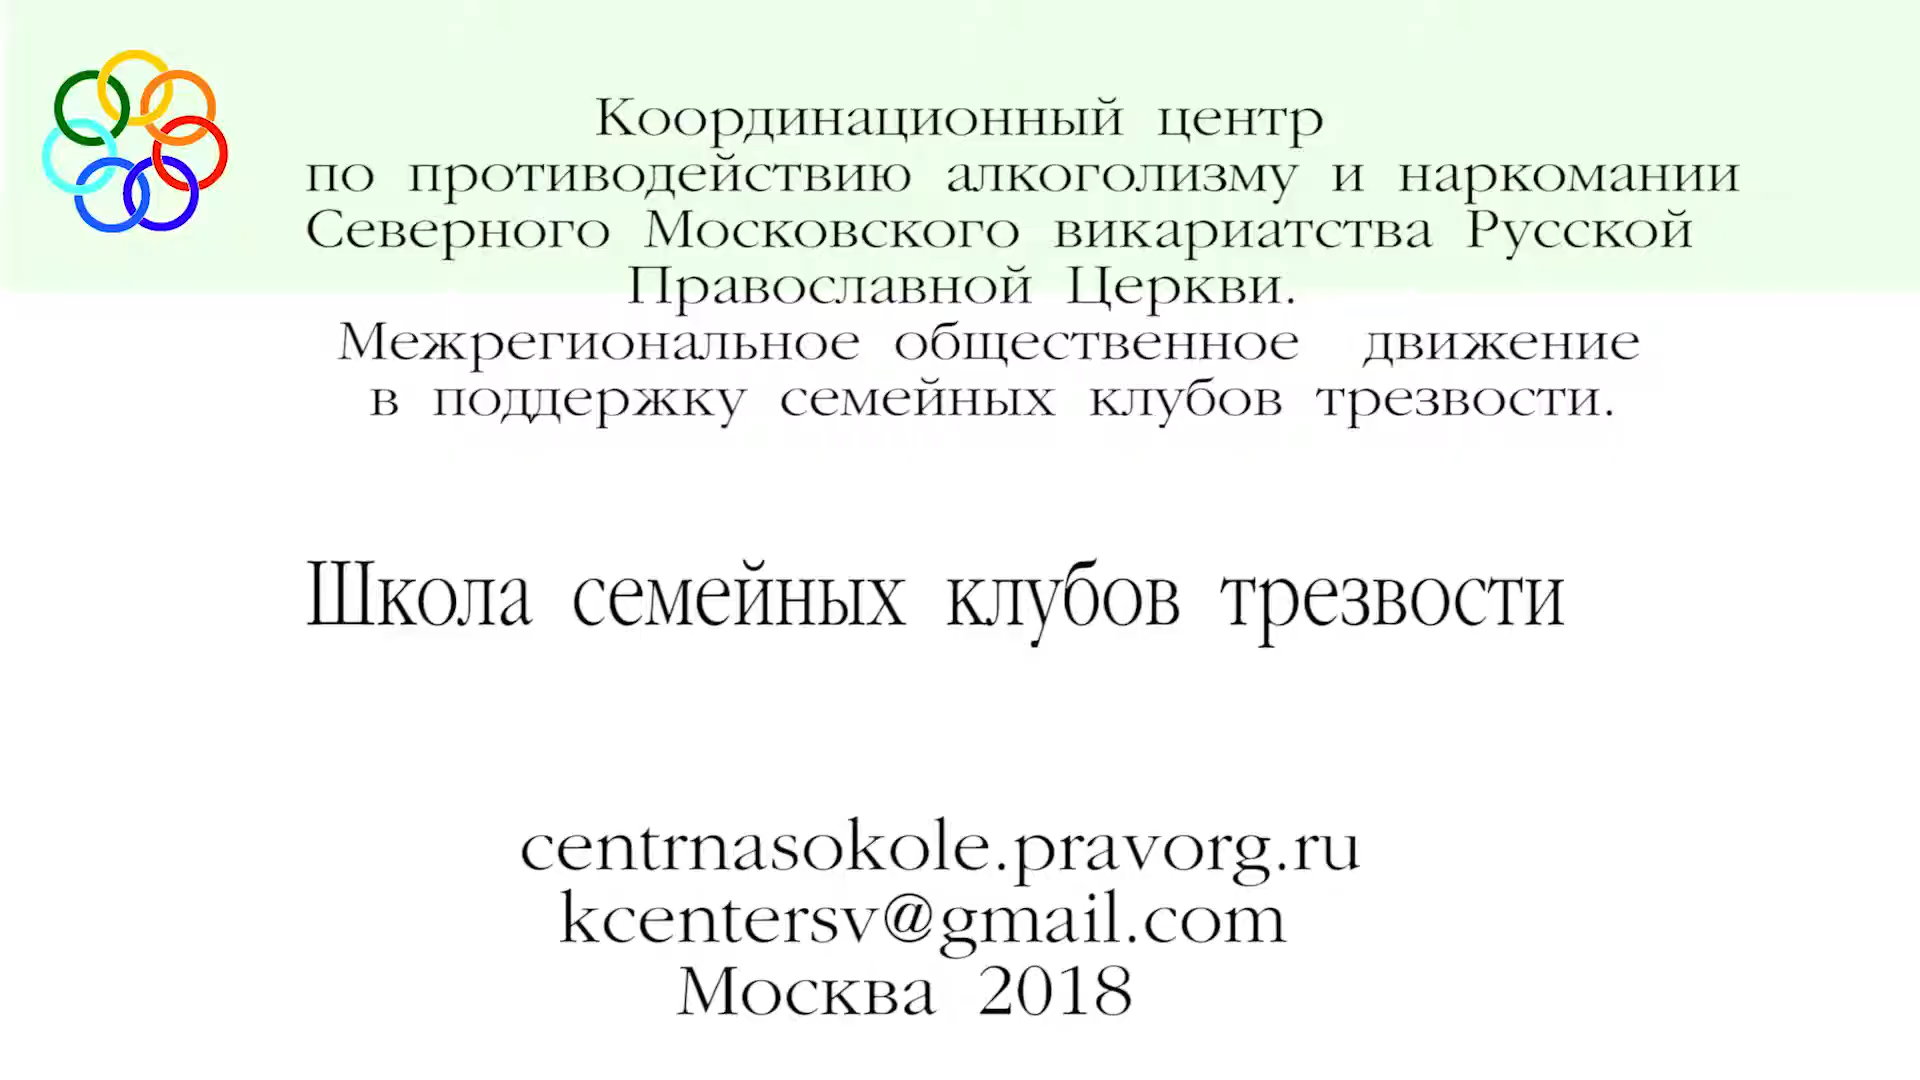 Координационный центр
по противодействию алкоголизму и наркомании
Северного Московского викариатства Русской
Православной Церкви.
Межрегиональное общественное движение
в поддержку семейных клубов трезвости.
Школа семейных клубов трезвости
centrnasokole.pravorg.ru
kcentersv@gmail.com
Москва 2018